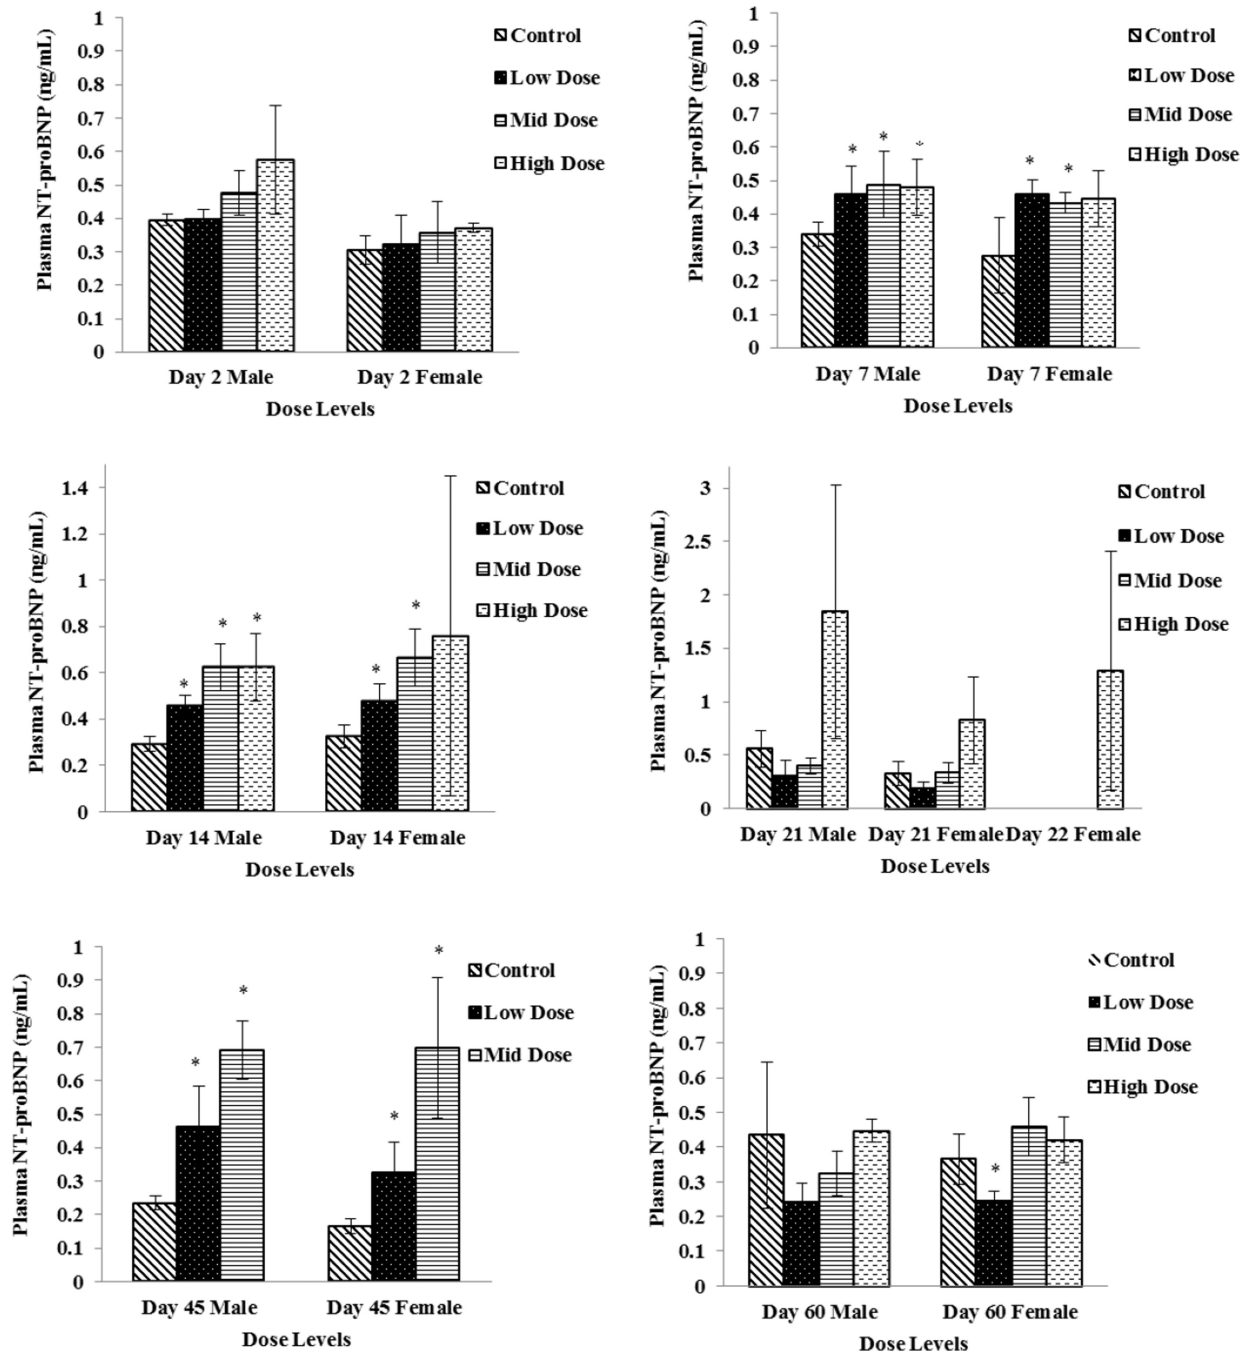 Plasma NT-proBNP (ng/mL)
1
0.9
0.8
0.7
0.6
0.5
0.4
0.3
0.2
0.1
0
Control
Low Dose
Mid Dose
High Dose
Day 2 Male
Day 2 Female
Dose Levels
Plasma NT-proBNP (ng/mL)
1
0.9
0.8
0.7
0.6
0.5
0.4
0.3
0.2
0.1
0
* * * * *
Control
Low Dose
Mid Dose
High Dose
Day 7 Male
Day 7 Female
Dose Levels
Plasma NT-proBNP (ng/mL)
1.4
1.2
1
0.8
0.6
0.4
0.2
0
* * * * *
Control
Low Dose
Mid Dose
High Dose
Day 14 Male
Day 14 Female
Dose Levels
Plasma NT-proBNP (ng/mL)
3
2.5
2
1.5
1
0.5
0
Control
Low Dose
Mid Dose
High Dose
Day 21 Male
Day 21 Female
Day 22 Female
Dose Levels
Plasma NT-proBNP (ng/mL)
1
0.9
0.8
0.7
0.6
0.5
0.4
0.3
0.2
0.1
0
* * * *
Control
Low Dose
Mid Dose
Day 45 Male
Day 45 Female
Dose Levels
Plasma NT-proBNP (ng/mL)
1
0.9
0.8
0.7
0.6
0.5
0.4
0.3
0.2
0.1
0
*
Control
Low Dose
Mid Dose
High Dose
Day 60 Male
Day 60 Female
Dose Levels